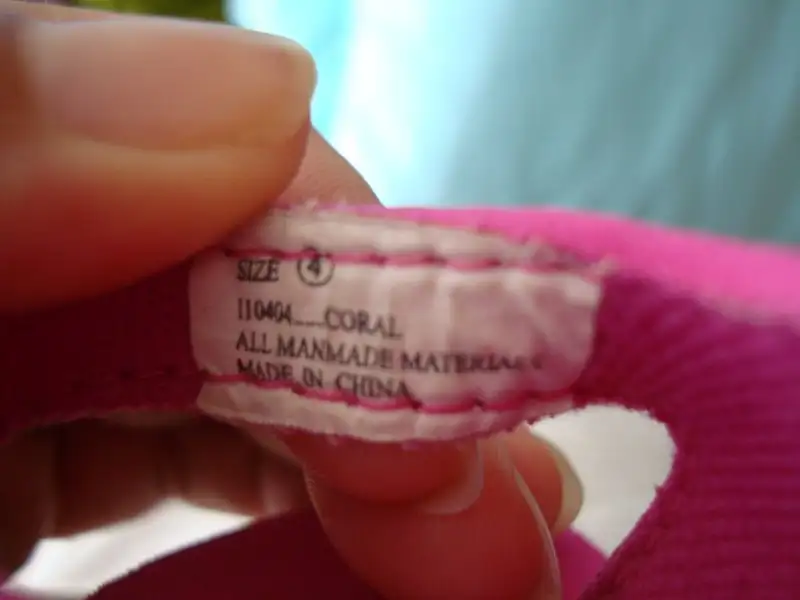 SIZE 4
110404.....CORAL
ALL MANMADE MATERIALS
MADE IN CHINA